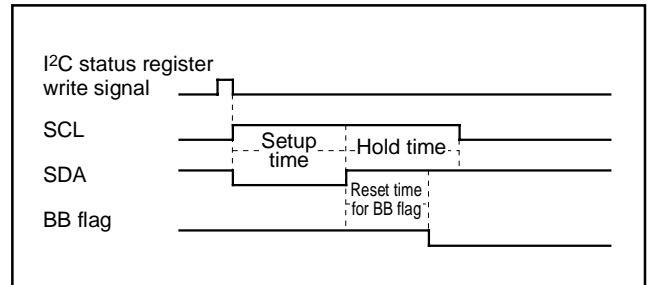 I²C status register
write signal
SCL
Setup
time
Hold time
SDA
Reset time
for BB flag
BB flag